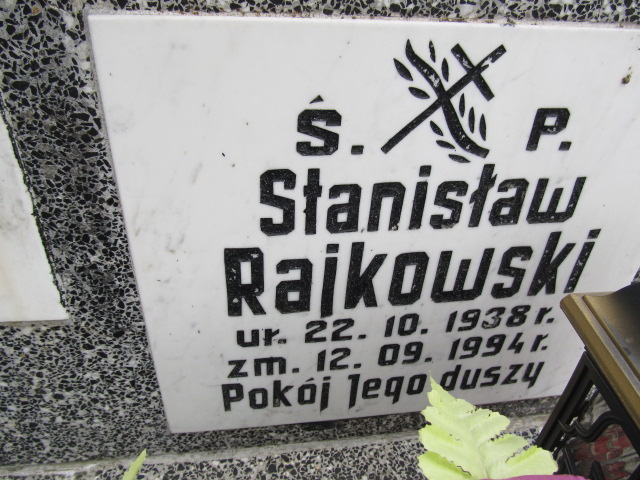 Ś. P.
Stanisław
Rajkowski
ur. 22. 10. 1938 r.
zm. 12. 09. 1994 r.
Pokój Jego duszy